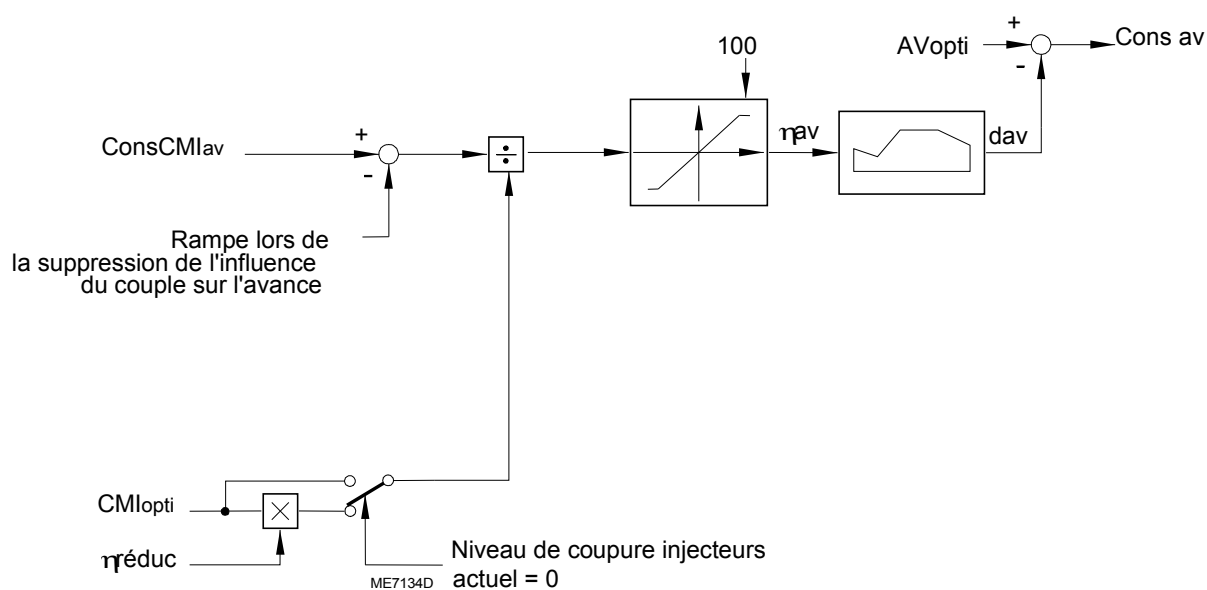 100
AVopti
+
-
Cons av
ConsCMIav
+
-
÷
ηav
dav
Rampe lors de
la suppression de l'influence
du couple sur l'avance
CMIopti
×
ηréduc
ME7134D
Niveau de coupure injecteurs
actuel = 0